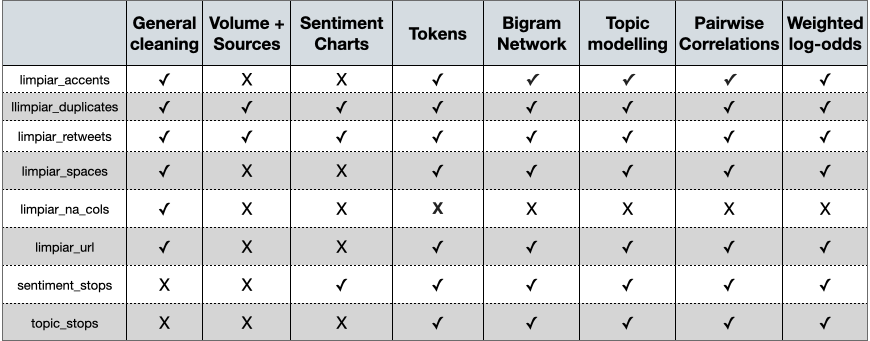 General cleaning | Volume + Sources | Sentiment Charts | Tokens | Bigram Network | Topic modelling | Pairwise Correlations | Weighted log-odds
limpiar_accents ✓ X X ✓ ✓ ✓ ✓ ✓
llimpiar_duplicates ✓ ✓ ✓ ✓ ✓ ✓ ✓ ✓
limpiar_retweets ✓ ✓ ✓ ✓ ✓ ✓ ✓ ✓
limpiar_spaces ✓ X X ✓ ✓ ✓ ✓ ✓
limpiar_na_cols ✓ X X X X X X X
limpiar_url ✓ X X ✓ ✓ ✓ ✓ ✓
sentiment_stops X X ✓ ✓ ✓ ✓ ✓ ✓
topic_stops X X X ✓ ✓ ✓ ✓ ✓